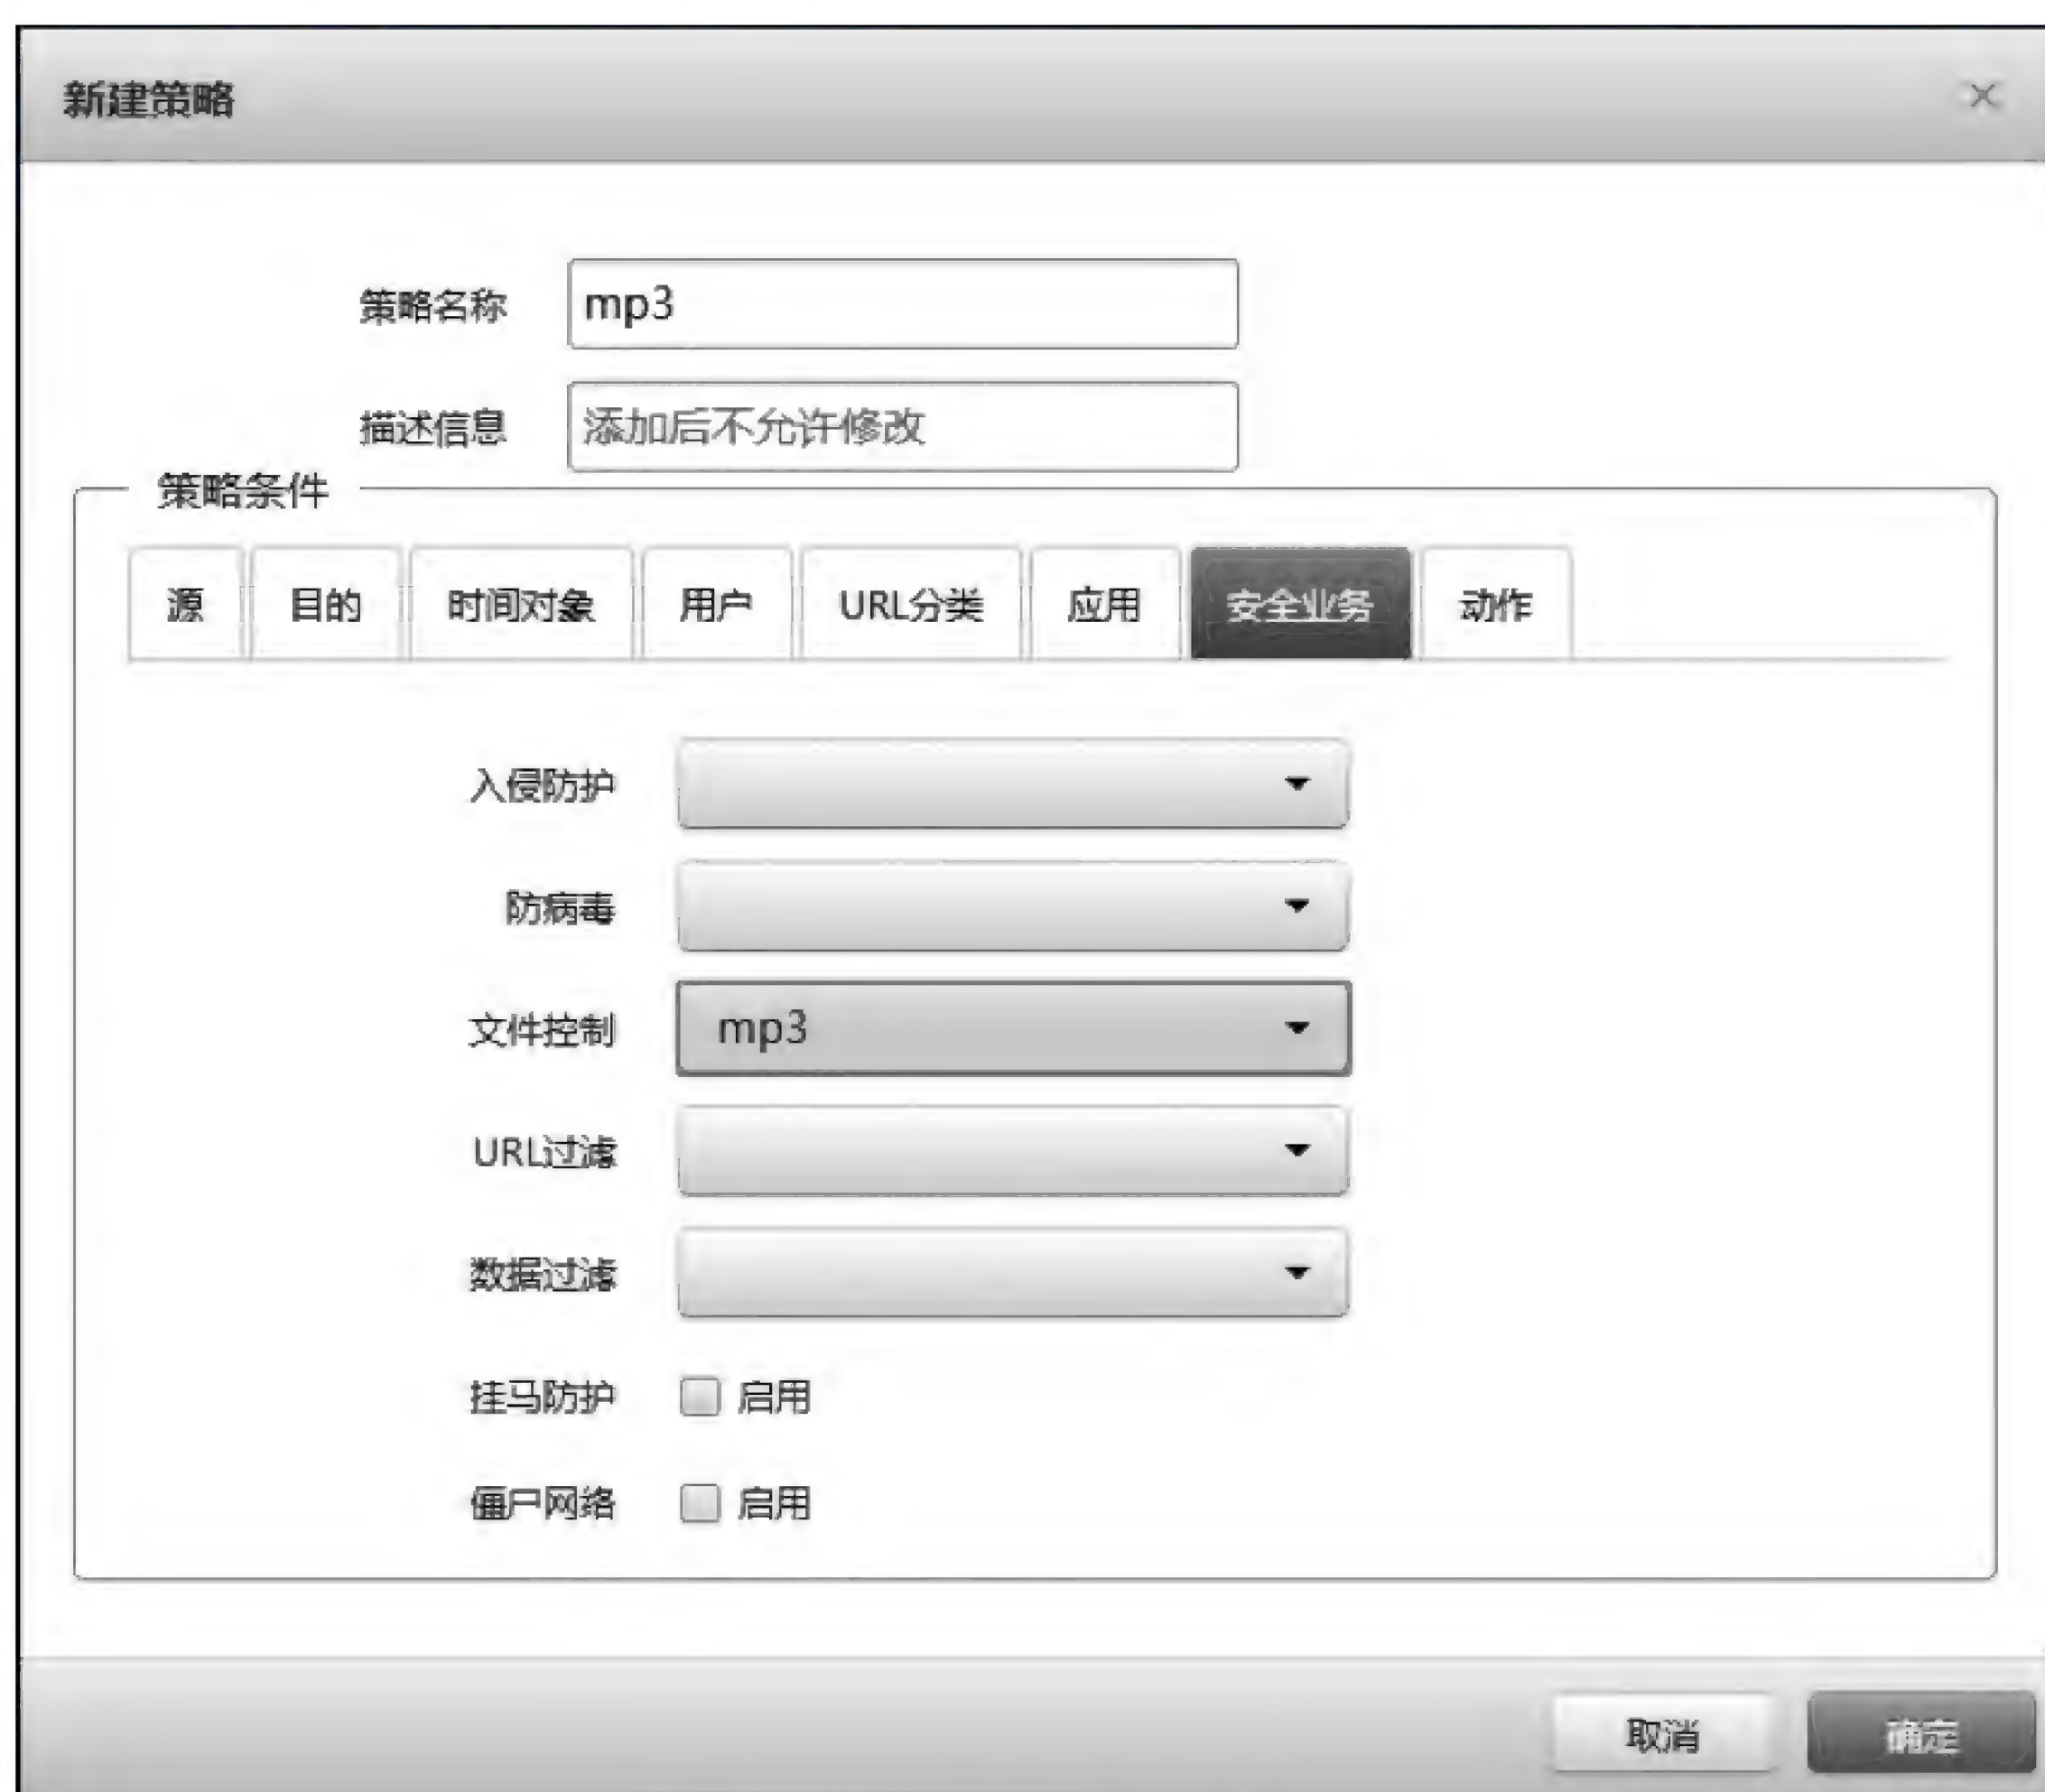 新建策略
策略名称 mp3
描述信息 添加后不允许修改
策略条件
源 目的 时间对象 用户 URL分类 应用 安全业务 动作
入侵防护
防病毒
文件控制 mp3
URL过滤
数据过滤
挂马防护 启用
僵尸网络 启用
取消 确定